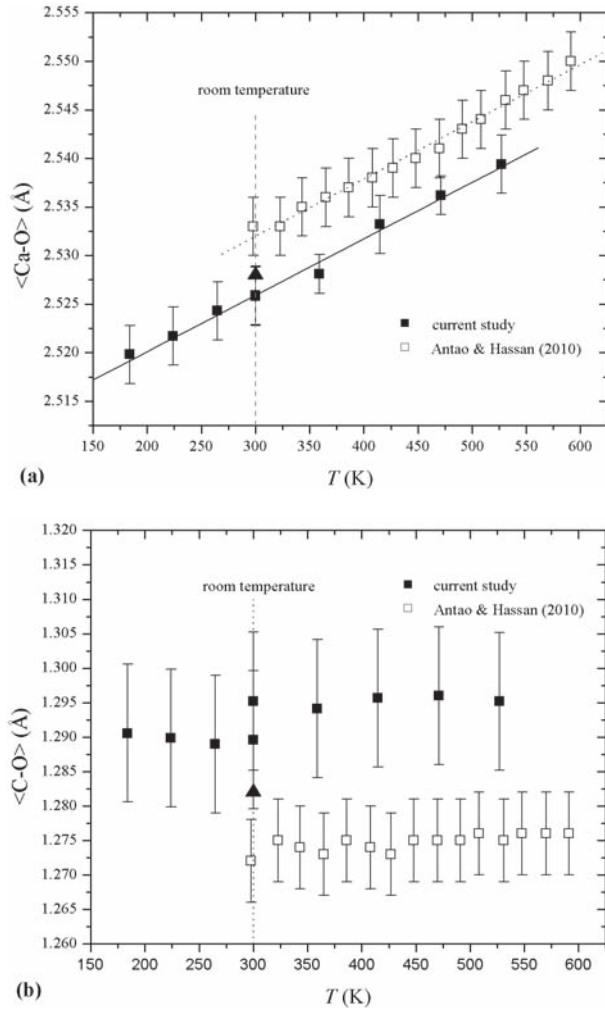 2.555
2.550
2.545
2.540
2.535
2.530
2.525
2.520
2.515
<Ca-O> (Å)
room temperature
current study
Antao & Hassan (2010)
150 200 250 300 350 400 450 500 550 600
T (K)
(a)
1.320
1.315
1.310
1.305
1.300
1.295
1.290
1.285
1.280
1.275
1.270
1.265
1.260
<C-O> (Å)
room temperature
current study
Antao & Hassan (2010)
150 200 250 300 350 400 450 500 550 600
T (K)
(b)